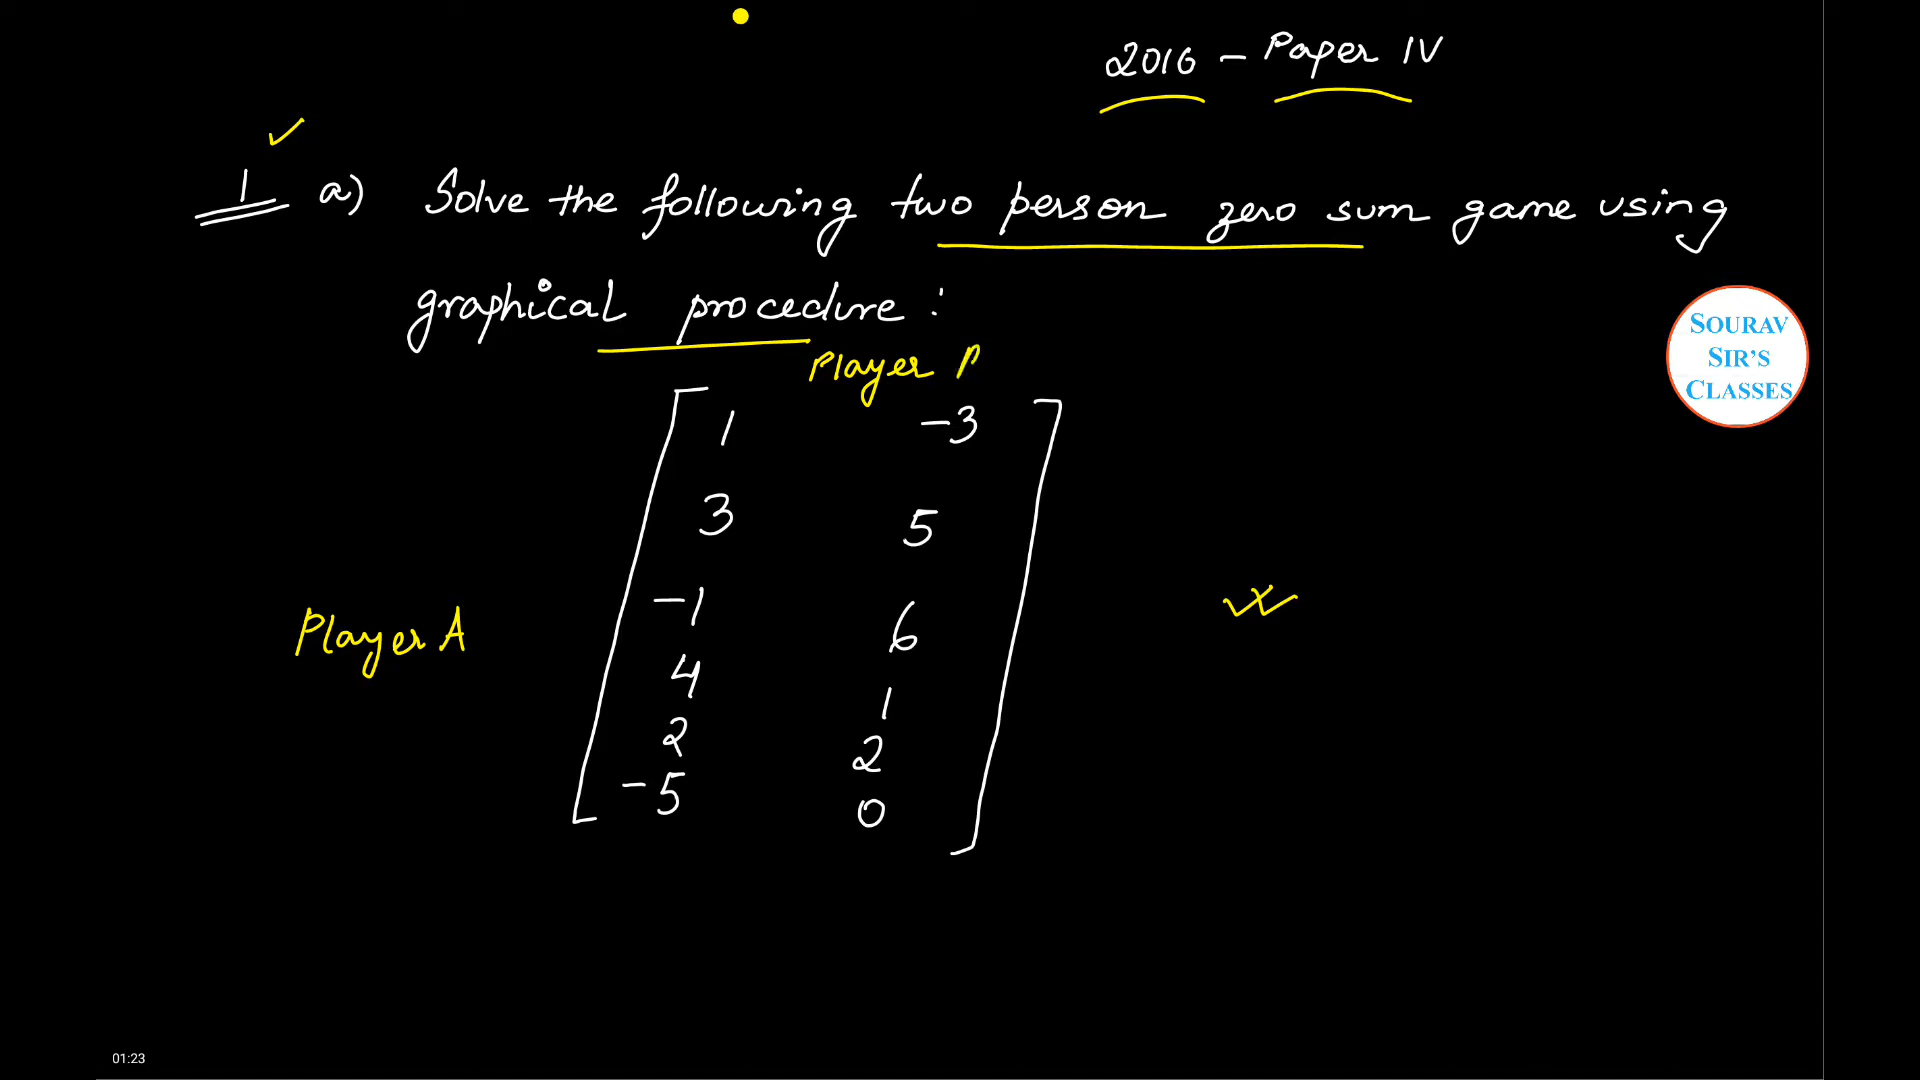 2016 - Paper IV
1 a) Solve the following two person zero sum game using
graphical procedure :
Player
1 -3
3 5
-1 6
Player A
4 1
2 2
-5 0
SOURAV
SIR'S
CLASSES
01:23